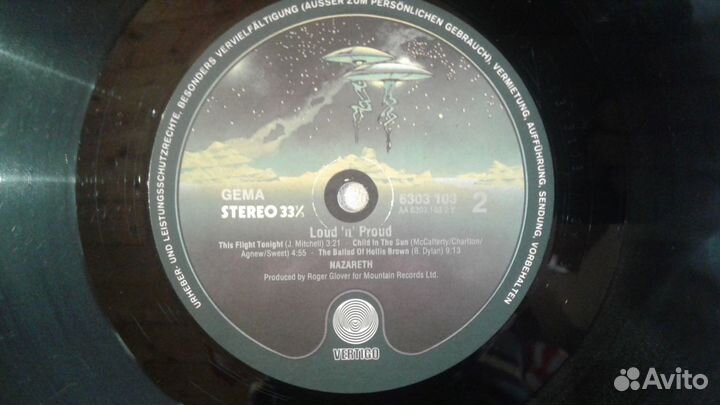 URHEBER- UND LEISTUNGSSCHUTZRECHTE, BESONDERS VERVIELFÄLTIGUNG (AUSSER ZUM PERSÖNLICHEN GEBRAUCH), VERMIETUNG, AUFFÜHRUNG, SENDUNG, VORBEHALTEN
GEMA
STEREO 33⅓
6303 103
2
Loud 'n' Proud
This Flight Tonight (J. Mitchell) 3:21 · Child In The Sun (McCafferty/Charlton/
Agnew/Sweet) 4:55 · The Ballad Of Hollis Brown (B. Dylan) 9:13
NAZARETH
Produced by Roger Glover for Mountain Records Ltd.
VERTIGO
Avito